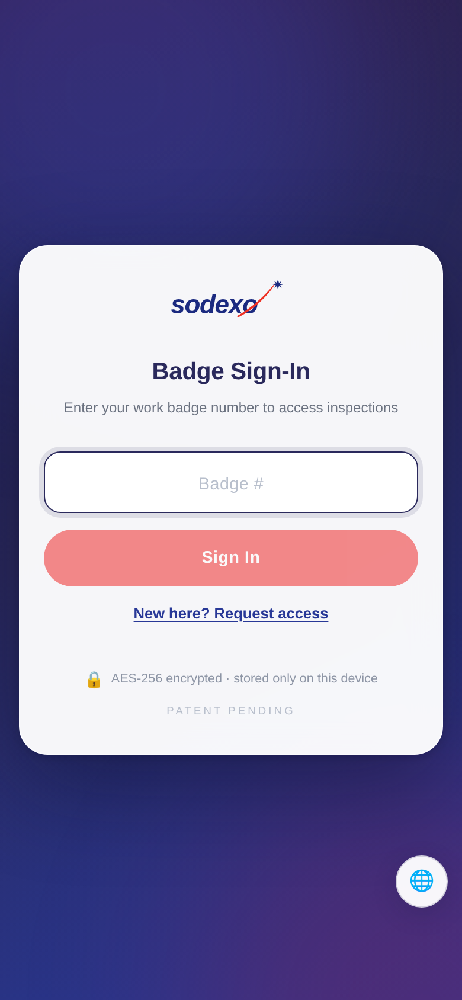 sodexo
Badge Sign-In
Enter your work badge number to access inspections
Badge #
Sign In
New here? Request access
AES-256 encrypted · stored only on this device
PATENT PENDING